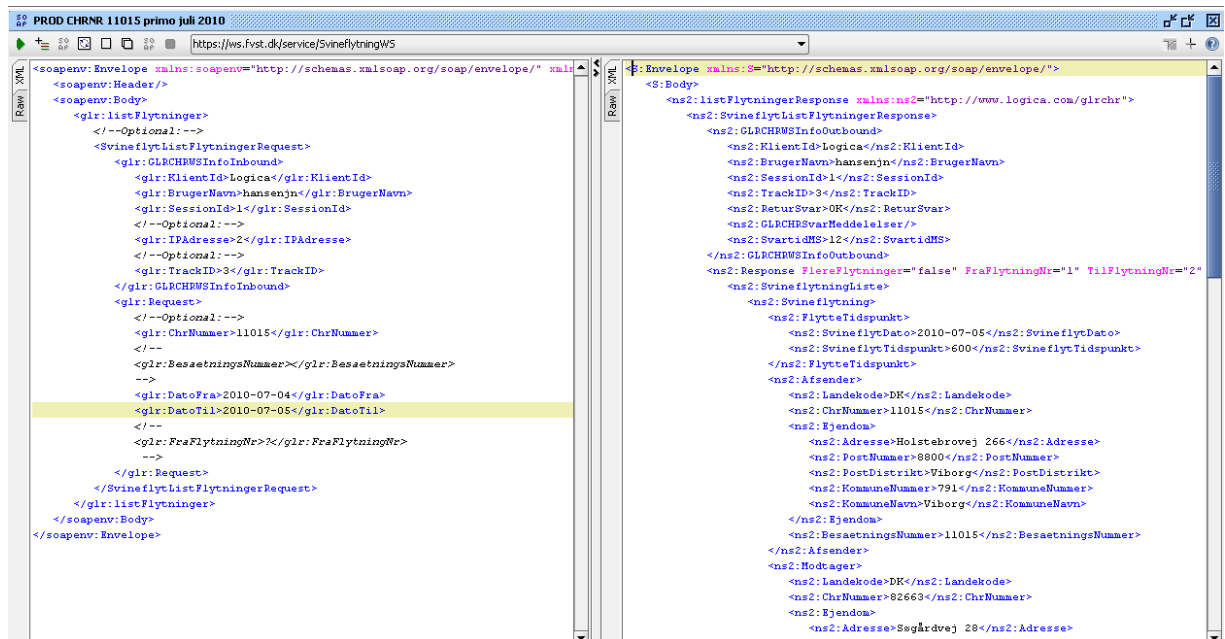 PROD CHRNR 11015 primo juli 2010
https://ws.fvst.dk/service/SvineflytningWS
XML
Raw
<soapenv:Envelope xmlns:soapenv="http://schemas.xmlsoap.org/soap/envelope/" xmlr
<soapenv:Header/>
<soapenv:Body>
<glr:listFlytninger>
<!--Optional:-->
<SvineflytListFlytningerRequest>
<glr:GLRCHRWSInfoInbound>
<glr:KlientId>Logica</glr:KlientId>
<glr:BrugerNavn>hansenjn</glr:BrugerNavn>
<glr:SessionId>1</glr:SessionId>
<!--Optional:-->
<glr:IPAdresse>2</glr:IPAdresse>
<!--Optional:-->
<glr:TrackID>3</glr:TrackID>
</glr:GLRCHRWSInfoInbound>
<glr:Request>
<!--Optional:-->
<glr:ChrNummer>11015</glr:ChrNummer>
<!--
<glr:BesaetningsNummer></glr:BesaetningsNummer>
-->
<glr:DatoFra>2010-07-04</glr:DatoFra>
<glr:DatoTil>2010-07-05</glr:DatoTil>
<!--
<glr:FraFlytningNr>?</glr:FraFlytningNr>
-->
</glr:Request>
</SvineflytListFlytningerRequest>
</glr:listFlytninger>
</soapenv:Body>
</soapenv:Envelope>
XML
Raw
<S:Envelope xmlns:S="http://schemas.xmlsoap.org/soap/envelope/">
<S:Body>
<ns2:listFlytningerResponse xmlns:ns2="http://www.logica.com/glrchr">
<ns2:SvineflytListFlytningerResponse>
<ns2:GLRCHRWSInfoOutbound>
<ns2:KlientId>Logica</ns2:KlientId>
<ns2:BrugerNavn>hansenjn</ns2:BrugerNavn>
<ns2:SessionId>1</ns2:SessionId>
<ns2:TrackID>3</ns2:TrackID>
<ns2:ReturSvar>OK</ns2:ReturSvar>
<ns2:GLRCHRSvarMeddelelser/>
<ns2:SvartidMS>12</ns2:SvartidMS>
</ns2:GLRCHRWSInfoOutbound>
<ns2:Response FlereFlytninger="false" FraFlytningNr="1" TilFlytningNr="2"
<ns2:SvineflytningListe>
<ns2:Svineflytning>
<ns2:FlytteTidspunkt>
<ns2:SvineflytDato>2010-07-05</ns2:SvineflytDato>
<ns2:SvineflytTidspunkt>600</ns2:SvineflytTidspunkt>
</ns2:FlytteTidspunkt>
<ns2:Afsender>
<ns2:Landekode>DK</ns2:Landekode>
<ns2:ChrNummer>11015</ns2:ChrNummer>
<ns2:Ejendom>
<ns2:Adresse>Holstebrovej 266</ns2:Adresse>
<ns2:PostNummer>8800</ns2:PostNummer>
<ns2:PostDistrikt>Viborg</ns2:PostDistrikt>
<ns2:KommuneNummer>791</ns2:KommuneNummer>
<ns2:KommuneNavn>Viborg</ns2:KommuneNavn>
</ns2:Ejendom>
<ns2:BesaetningsNummer>11015</ns2:BesaetningsNummer>
</ns2:Afsender>
<ns2:Modtager>
<ns2:Landekode>DK</ns2:Landekode>
<ns2:ChrNummer>82663</ns2:ChrNummer>
<ns2:Ejendom>
<ns2:Adresse>Søgårdvej 28</ns2:Adresse>